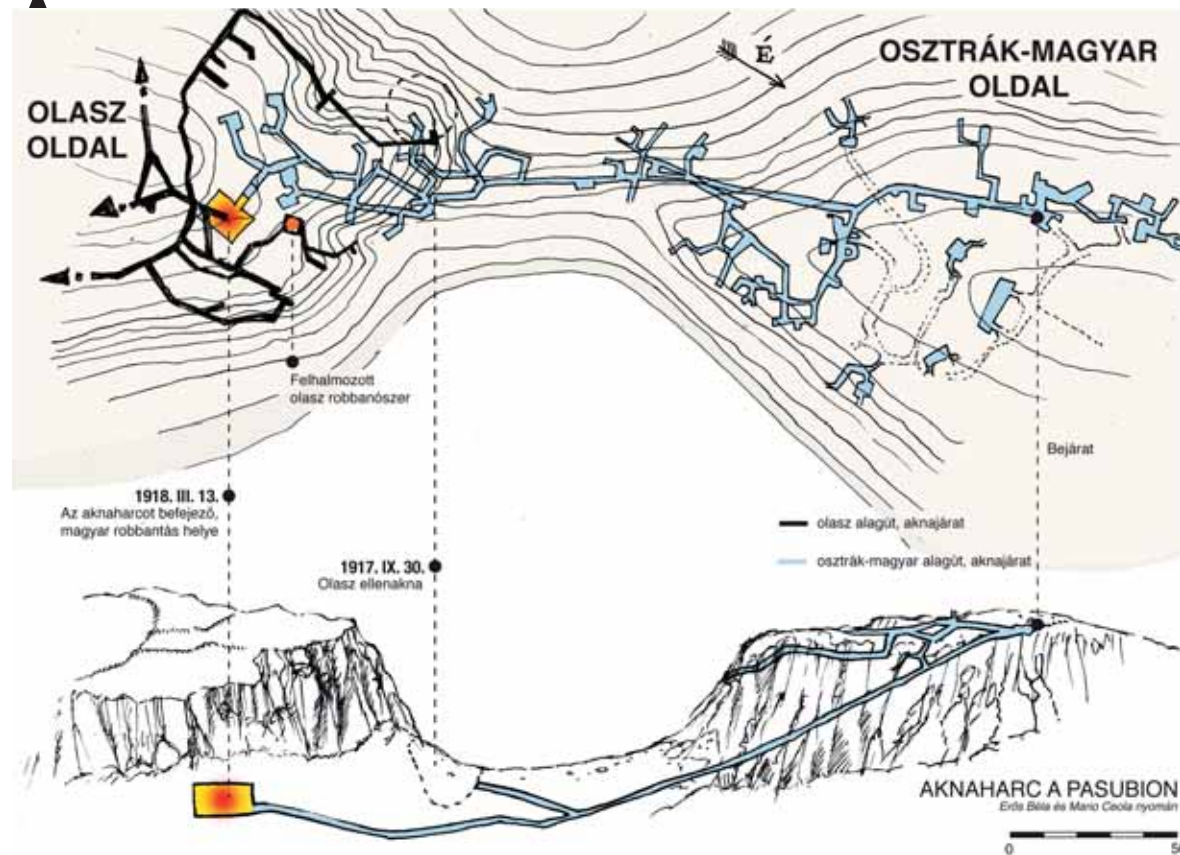 OLASZ
OLDAL
É
OSZTRÁK-MAGYAR
OLDAL
Felhalmozott
olasz robbanószer
Bejárat
1918. III. 13.
Az aknaharcot befejező,
magyar robbantás helye
1917. IX. 30.
Olasz ellenakna
olasz alagút, aknajárat
osztrák-magyar alagút, aknajárat
AKNAHARC A PASUBION
Erős Béla és Mario Ceola nyomán
0